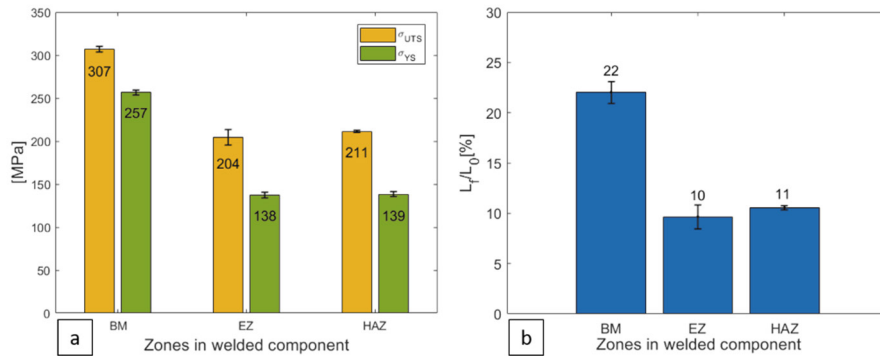 350
300
250
200
150
100
50
0
[MPa]
σUTS
σYS
307
257
204
138
211
139
BM
EZ
HAZ
Zones in welded component
a
30
25
20
15
10
5
0
Lf/L0[%]
22
10
11
BM
EZ
HAZ
Zones in welded component
b